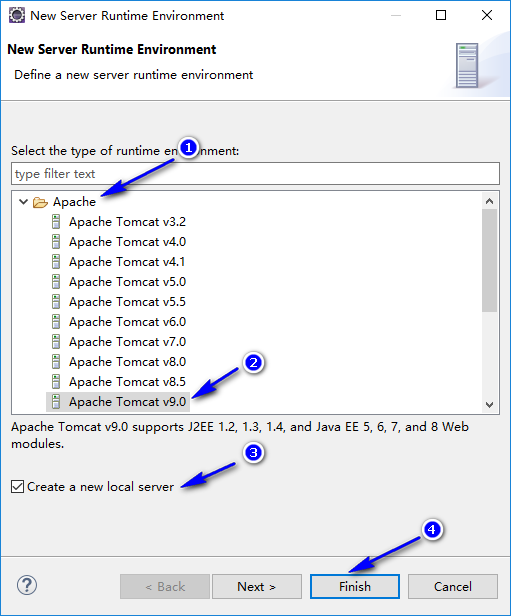 New Server Runtime Environment
New Server Runtime Environment
Define a new server runtime environment
1
Select the type of runtime environment:
type filter text
Apache
Apache Tomcat v3.2
Apache Tomcat v4.0
Apache Tomcat v4.1
Apache Tomcat v5.0
Apache Tomcat v5.5
Apache Tomcat v6.0
Apache Tomcat v7.0
2
Apache Tomcat v8.0
Apache Tomcat v8.5
Apache Tomcat v9.0
Apache Tomcat v9.0 supports J2EE 1.2, 1.3, 1.4, and Java EE 5, 6, 7, and 8 Web
modules.
3
Create a new local server
4
? < Back Next > Finish Cancel